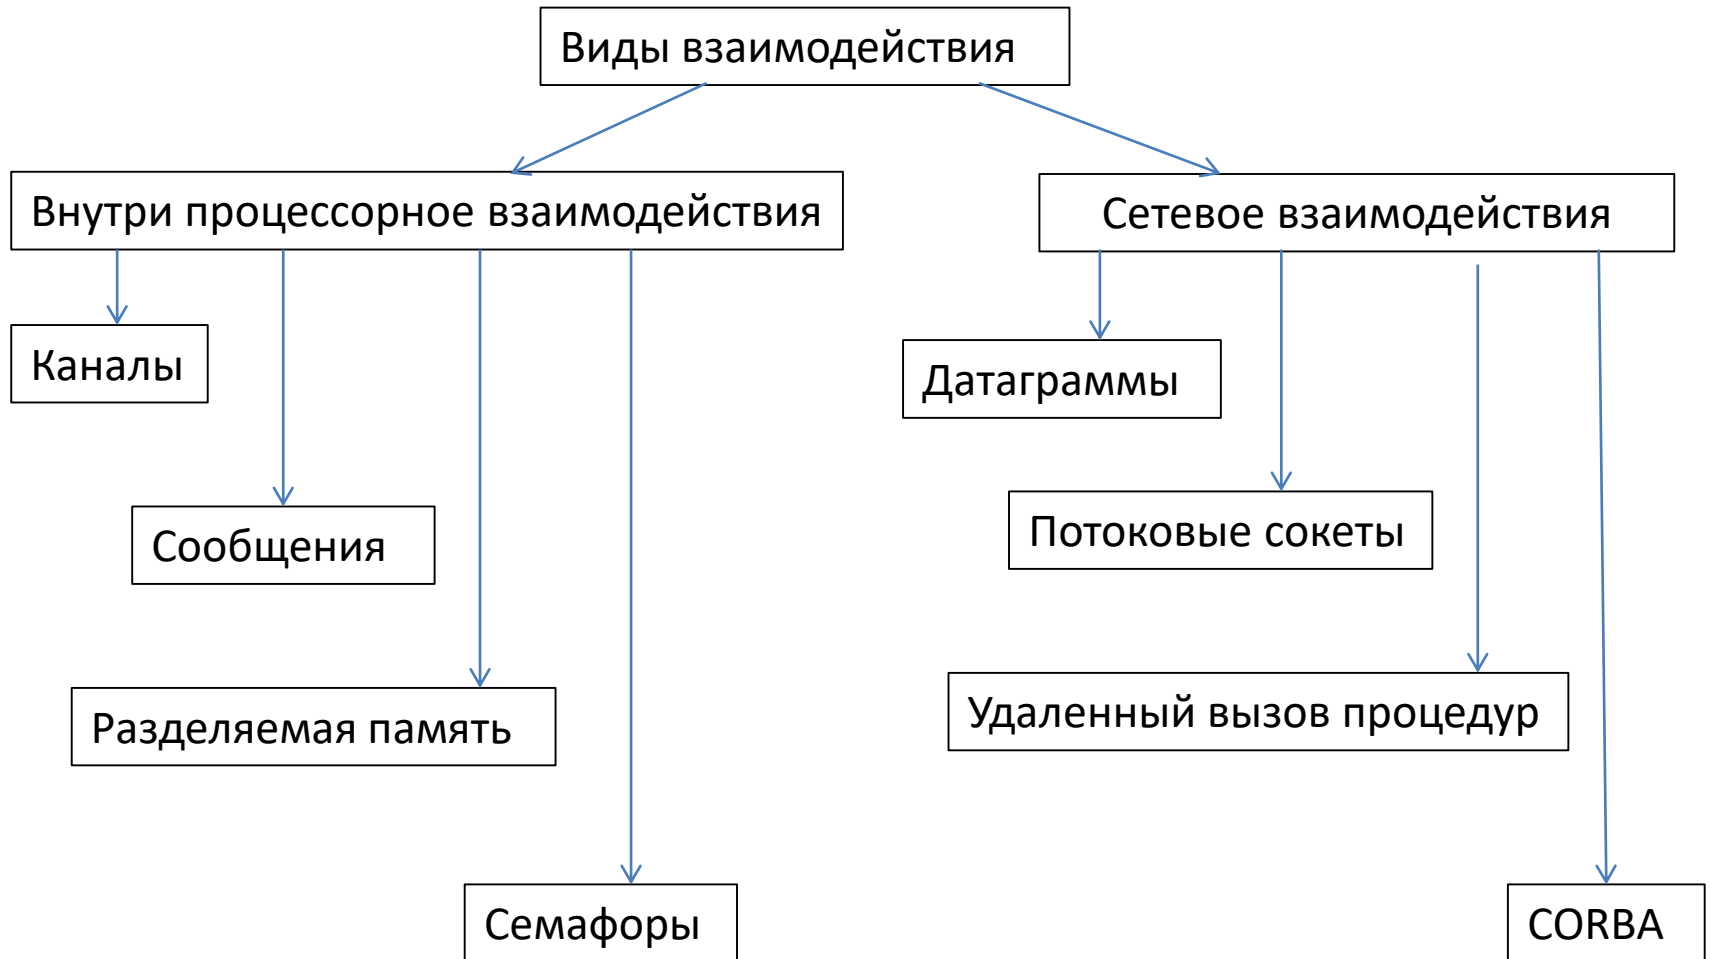 Виды взаимодействия
Внутри процессорное взаимодействия
Сетевое взаимодействия
Каналы
Датаграммы
Сообщения
Потоковые сокеты
Разделяемая память
Удаленный вызов процедур
Семафоры
CORBA